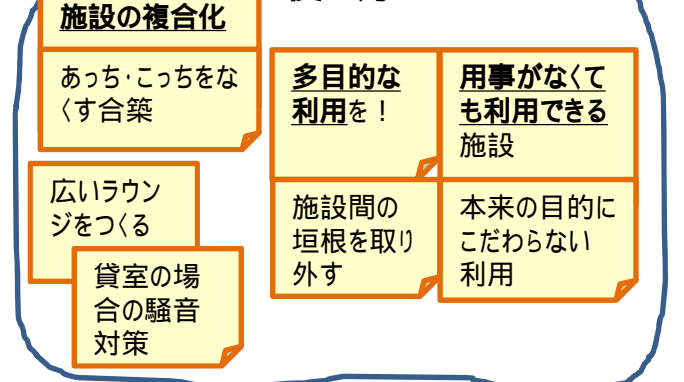 施設の複合化
あっち・こっちをな
くす合築
多目的な
利用を！
用事がなくて
も利用できる
施設
広いラウン
ジをつくる
貸室の場
合の騒音
対策
施設間の
垣根を取り
外す
本来の目的に
こだわらない
利用